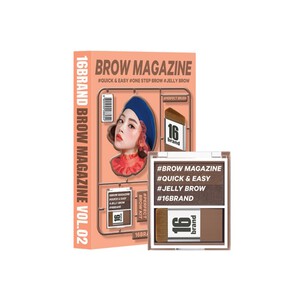 BROW MAGAZINE
#QUICK & EASY #ONE STEP BROW #JELLY BROW
16BRAND BROW MAGAZINE VOL.02
16
brand
#BROW MAGAZINE
#QUICK & EASY
#JELLY BROW
#16BRAND
16
brand